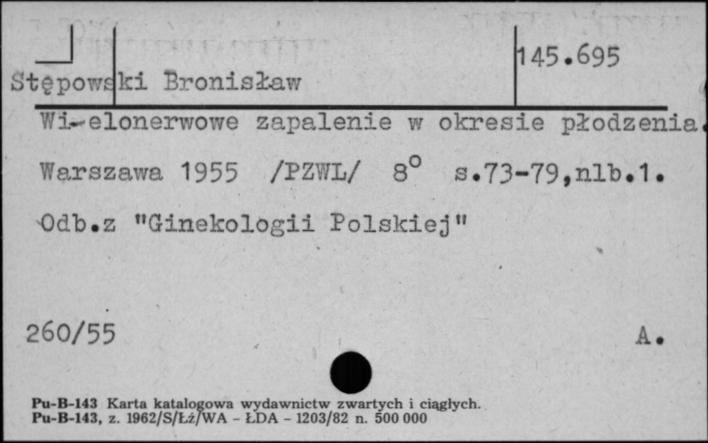 145.695
Stępowski Bronisław
Wi-elonerwowe zapalenie w okresie płodzenia.
Warszawa 1955 /PZWL/ 8° s.73-79,nlb.1.
Odb.z "Ginekologii Polskiej"
260/55 A.
Pu-B-143 Karta katalogowa wydawnictw zwartych i ciągłych.
Pu-B-143, z. 1962/S/Łż/WA - ŁDA - 1203/82 n. 500 000